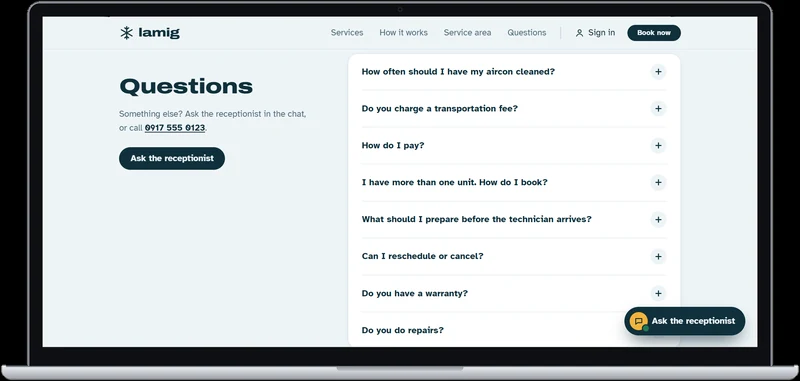 lamig
Services
How it works
Service area
Questions
Sign in
Book now
Questions
Something else? Ask the receptionist in the chat,
or call 0917 555 0123.
Ask the receptionist
How often should I have my aircon cleaned?
Do you charge a transportation fee?
How do I pay?
I have more than one unit. How do I book?
What should I prepare before the technician arrives?
Can I reschedule or cancel?
Do you have a warranty?
Do you do repairs?
Ask the receptionist